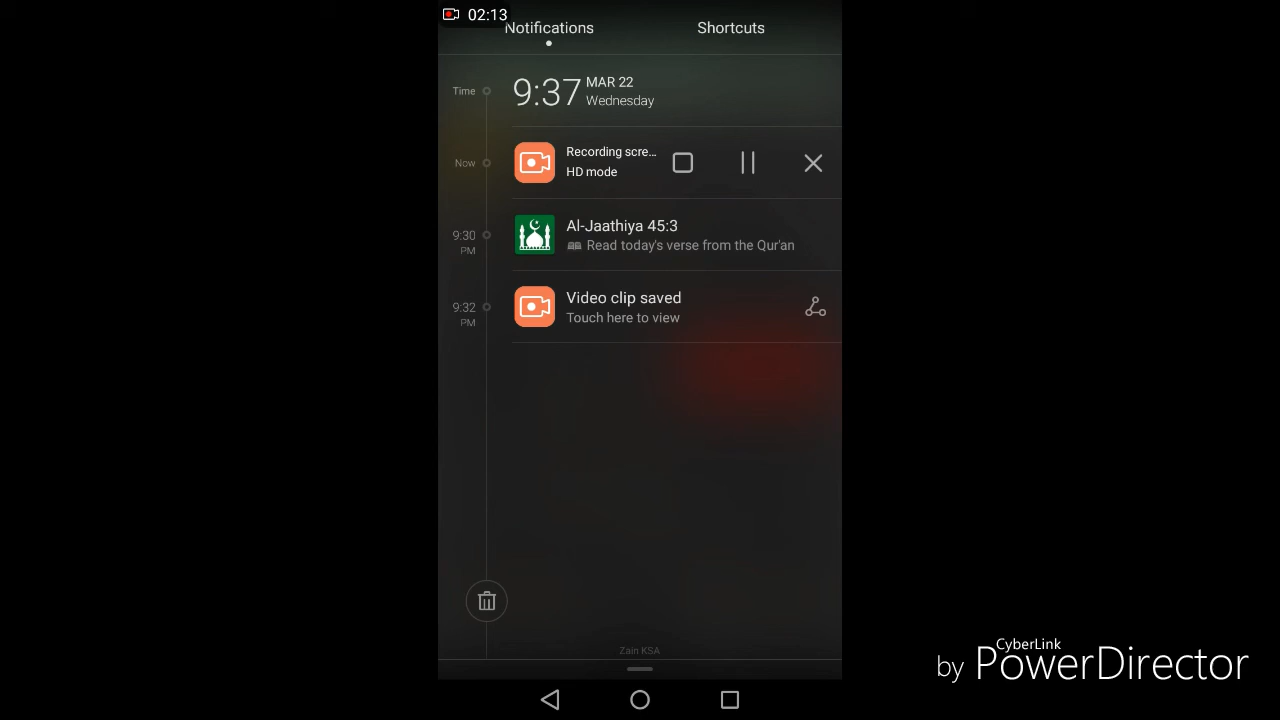 02:13
Notifications
Shortcuts
Time
9:37
MAR 22
Wednesday
Now
Recording scre...
HD mode
9:30
PM
Al-Jaathiya 45:3
Read today's verse from the Qur'an
9:32
PM
Video clip saved
Touch here to view
Zain KSA
CyberLink
by PowerDirector